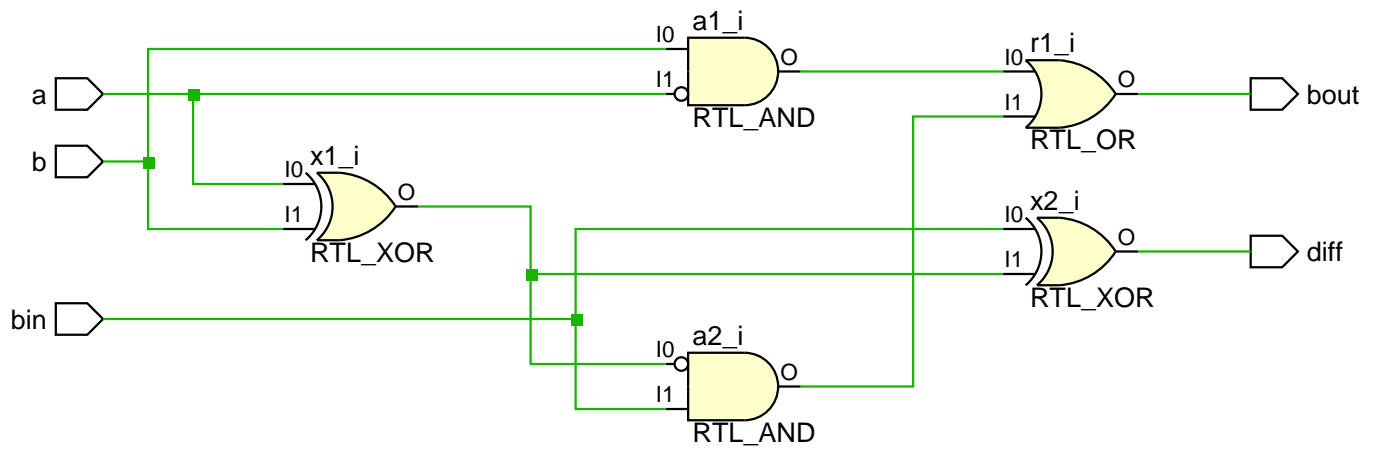 a1_i
I0
I1
O
RTL_AND
r1_i
I0
I1
O
RTL_OR
a
b
bout
x1_i
I0
I1
O
RTL_XOR
x2_i
I0
I1
O
RTL_XOR
diff
bin
a2_i
I0
I1
O
RTL_AND